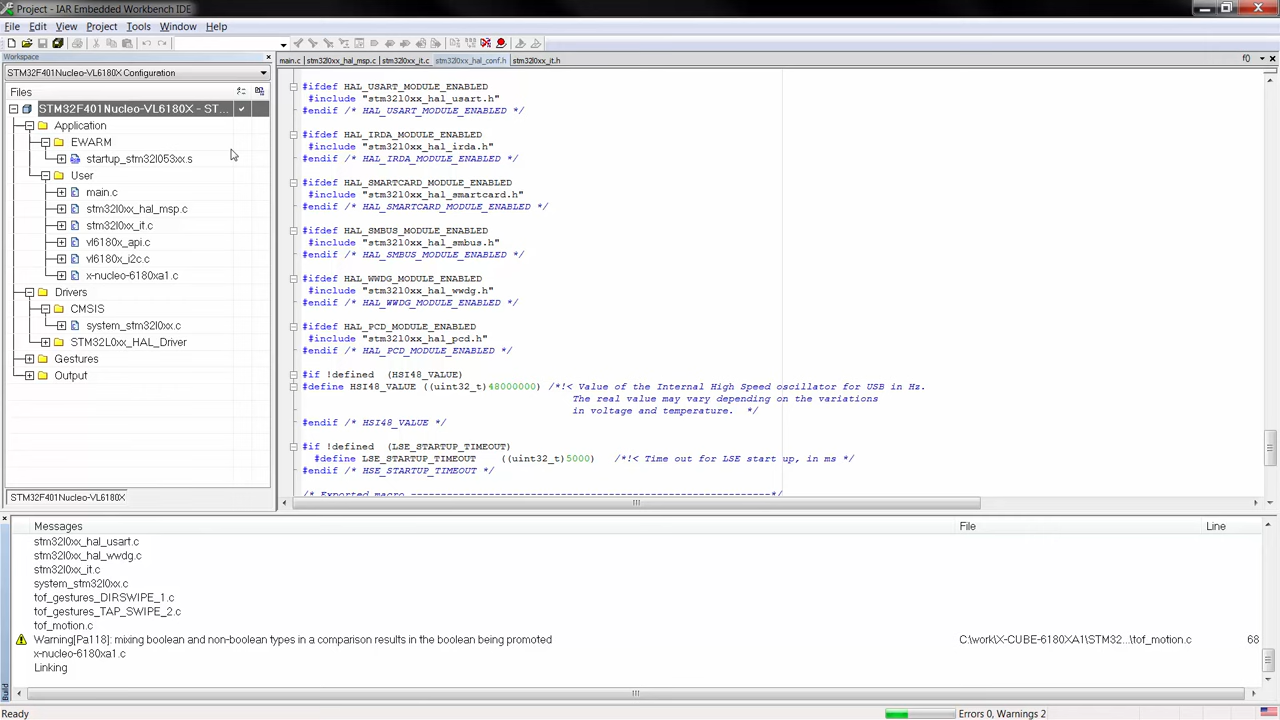 Project - IAR Embedded Workbench IDE
File Edit View Project Tools Window Help
Workspace
STM32F401Nucleo-VL6180X Configuration
Files
STM32F401Nucleo-VL6180X - ST...
Application
EWARM
startup_stm32l053xx.s
User
main.c
stm32l0xx_hal_msp.c
stm32l0xx_it.c
vl6180x_api.c
vl6180x_i2c.c
x-nucleo-6180xa1.c
Drivers
CMSIS
system_stm32l0xx.c
STM32L0xx_HAL_Driver
Gestures
Output
STM32F401Nucleo-VL6180X
main.c stm32l0xx_hal_msp.c stm32l0xx_it.c stm32l0xx_hal_conf.h stm32l0xx_it.h f0
#ifdef HAL_USART_MODULE_ENABLED
#include "stm32l0xx_hal_usart.h"
#endif /* HAL_USART_MODULE_ENABLED */
#ifdef HAL_IRDA_MODULE_ENABLED
#include "stm32l0xx_hal_irda.h"
#endif /* HAL_IRDA_MODULE_ENABLED */
#ifdef HAL_SMARTCARD_MODULE_ENABLED
#include "stm32l0xx_hal_smartcard.h"
#endif /* HAL_SMARTCARD_MODULE_ENABLED */
#ifdef HAL_SMBUS_MODULE_ENABLED
#include "stm32l0xx_hal_smbus.h"
#endif /* HAL_SMBUS_MODULE_ENABLED */
#ifdef HAL_WWDG_MODULE_ENABLED
#include "stm32l0xx_hal_wwdg.h"
#endif /* HAL_WWDG_MODULE_ENABLED */
#ifdef HAL_PCD_MODULE_ENABLED
#include "stm32l0xx_hal_pcd.h"
#endif /* HAL_PCD_MODULE_ENABLED */
#if !defined (HSI48_VALUE)
#define HSI48_VALUE ((uint32_t)48000000) /*!< Value of the Internal High Speed oscillator for USB in Hz.
The real value may vary depending on the variations
in voltage and temperature. */
#endif /* HSI48_VALUE */
#if !defined (LSE_STARTUP_TIMEOUT)
#define LSE_STARTUP_TIMEOUT ((uint32_t)5000) /*!< Time out for LSE start up, in ms */
#endif /* HSE_STARTUP_TIMEOUT */
/* Exported macro ------------------------------------------------------------*/
Messages File Line
stm32l0xx_hal_usart.c
stm32l0xx_hal_wwdg.c
stm32l0xx_it.c
system_stm32l0xx.c
tof_gestures_DIRSWIPE_1.c
tof_gestures_TAP_SWIPE_2.c
tof_motion.c
Warning[Pa118]: mixing boolean and non-boolean types in a comparison results in the boolean being promoted C:\work\X-CUBE-6180XA1\STM32...\tof_motion.c 68
x-nucleo-6180xa1.c
Linking
Build
Ready Errors 0, Warnings 2